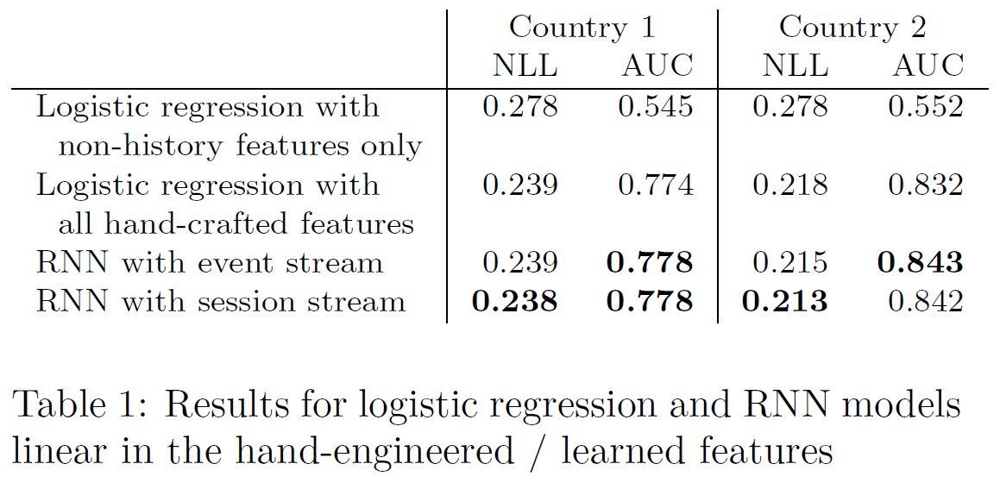 Country 1 Country 2
NLL AUC NLL AUC
Logistic regression with 0.278 0.545 0.278 0.552
non-history features only
Logistic regression with 0.239 0.774 0.218 0.832
all hand-crafted features
RNN with event stream 0.239 0.778 0.215 0.843
RNN with session stream 0.238 0.778 0.213 0.842
Table 1: Results for logistic regression and RNN models
linear in the hand-engineered / learned features